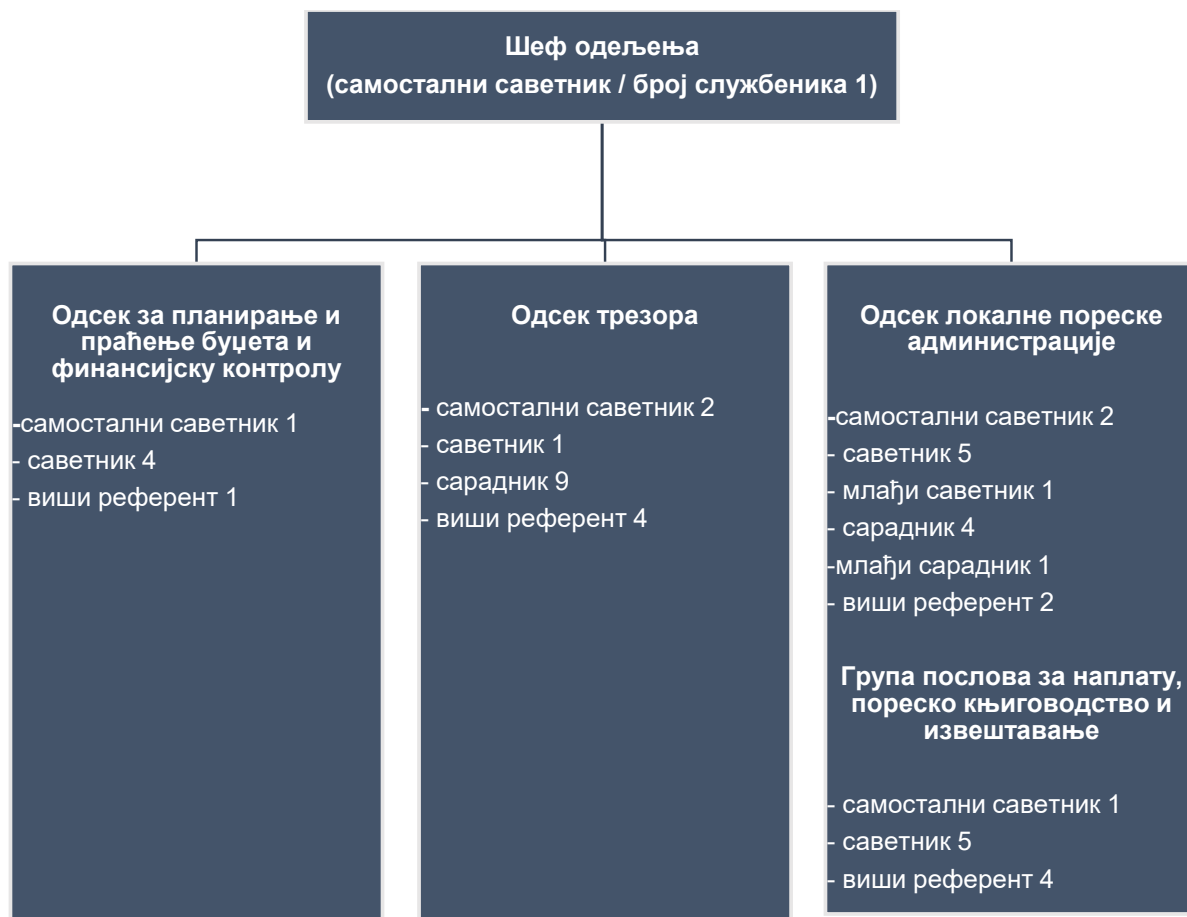 Шеф одељења
(самостални саветник / број службеника 1)
Одсек за планирање и
праћење буџета и
финансијску контролу
-самостални саветник 1
- саветник 4
- виши референт 1
Одсек трезора
- самостални саветник 2
- саветник 1
- сарадник 9
- виши референт 4
Одсек локалне пореске
администрације
-самостални саветник 2
- саветник 5
- млађи саветник 1
- сарадник 4
-млађи сарадник 1
- виши референт 2
Група послова за наплату,
пореско књиговодство и
извештавање
- самостални саветник 1
- саветник 5
- виши референт 4